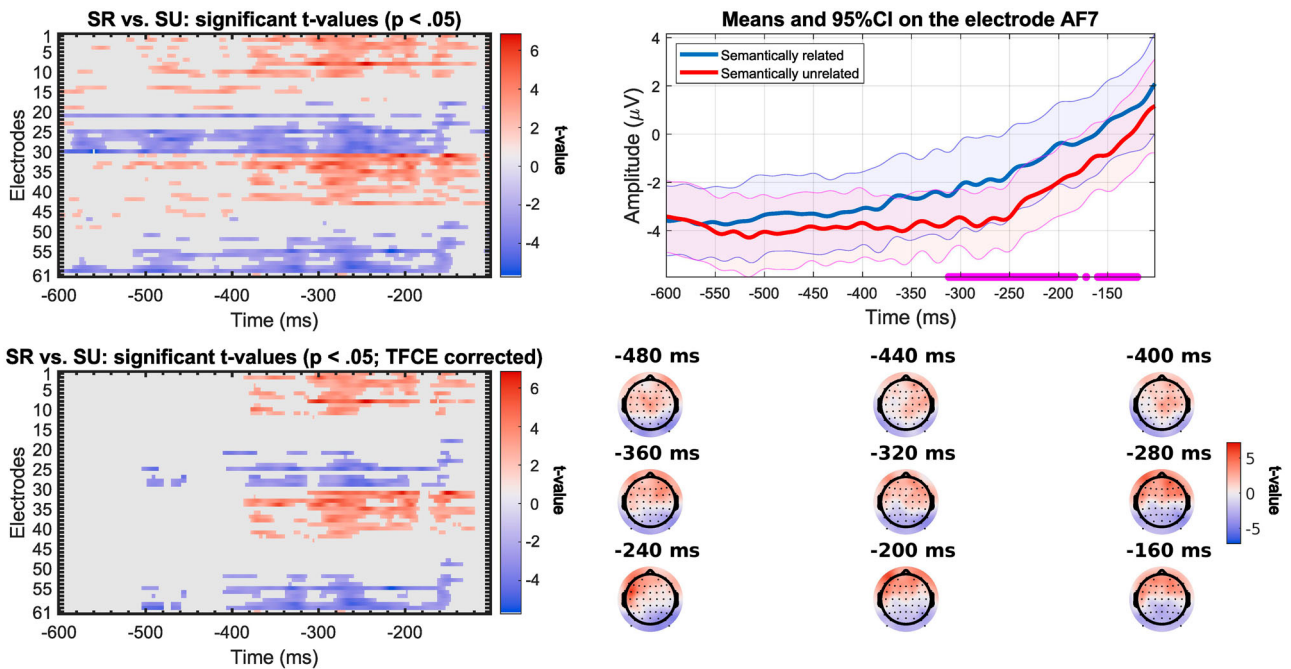 SR vs. SU: significant t-values (p < .05)
1
5
10
15
20
25
30
35
40
45
55
61
Electrodes
-600
-500
-400
-300
-200
Time (ms)
6
4
2
0
-2
-4
t-value
Means and 95%CI on the electrode AF7
Semantically related
Semantically unrelated
4
2
0
-2
-4
Amplitude (μV)
-600
-550
-500
-450
-400
-350
-300
-250
-200
-150
Time (ms)
SR vs. SU: significant t-values (p < .05; TFCE corrected)
1
5
10
15
20
25
30
35
40
45
55
61
Electrodes
-600
-500
-400
-300
-200
Time (ms)
6
4
2
0
-2
-4
t-value
-480 ms
-440 ms
-400 ms
-360 ms
-320 ms
-280 ms
-240 ms
-200 ms
-160 ms
5
0
-5
t-value